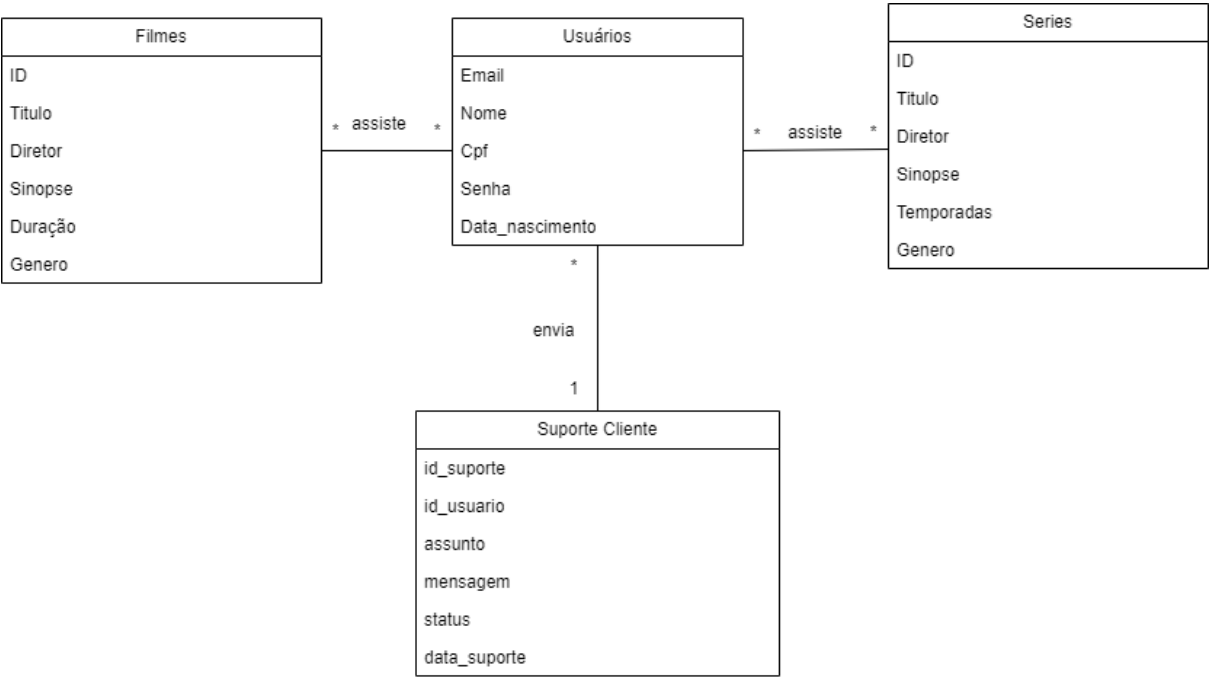 Filmes
ID
Titulo
Diretor
Sinopse
Duração
Genero
* assiste *
Usuários
Email
Nome
Cpf
Senha
Data_nascimento
* assiste *
Series
ID
Titulo
Diretor
Sinopse
Temporadas
Genero
*
envia
1
Suporte Cliente
id_suporte
id_usuario
assunto
mensagem
status
data_suporte